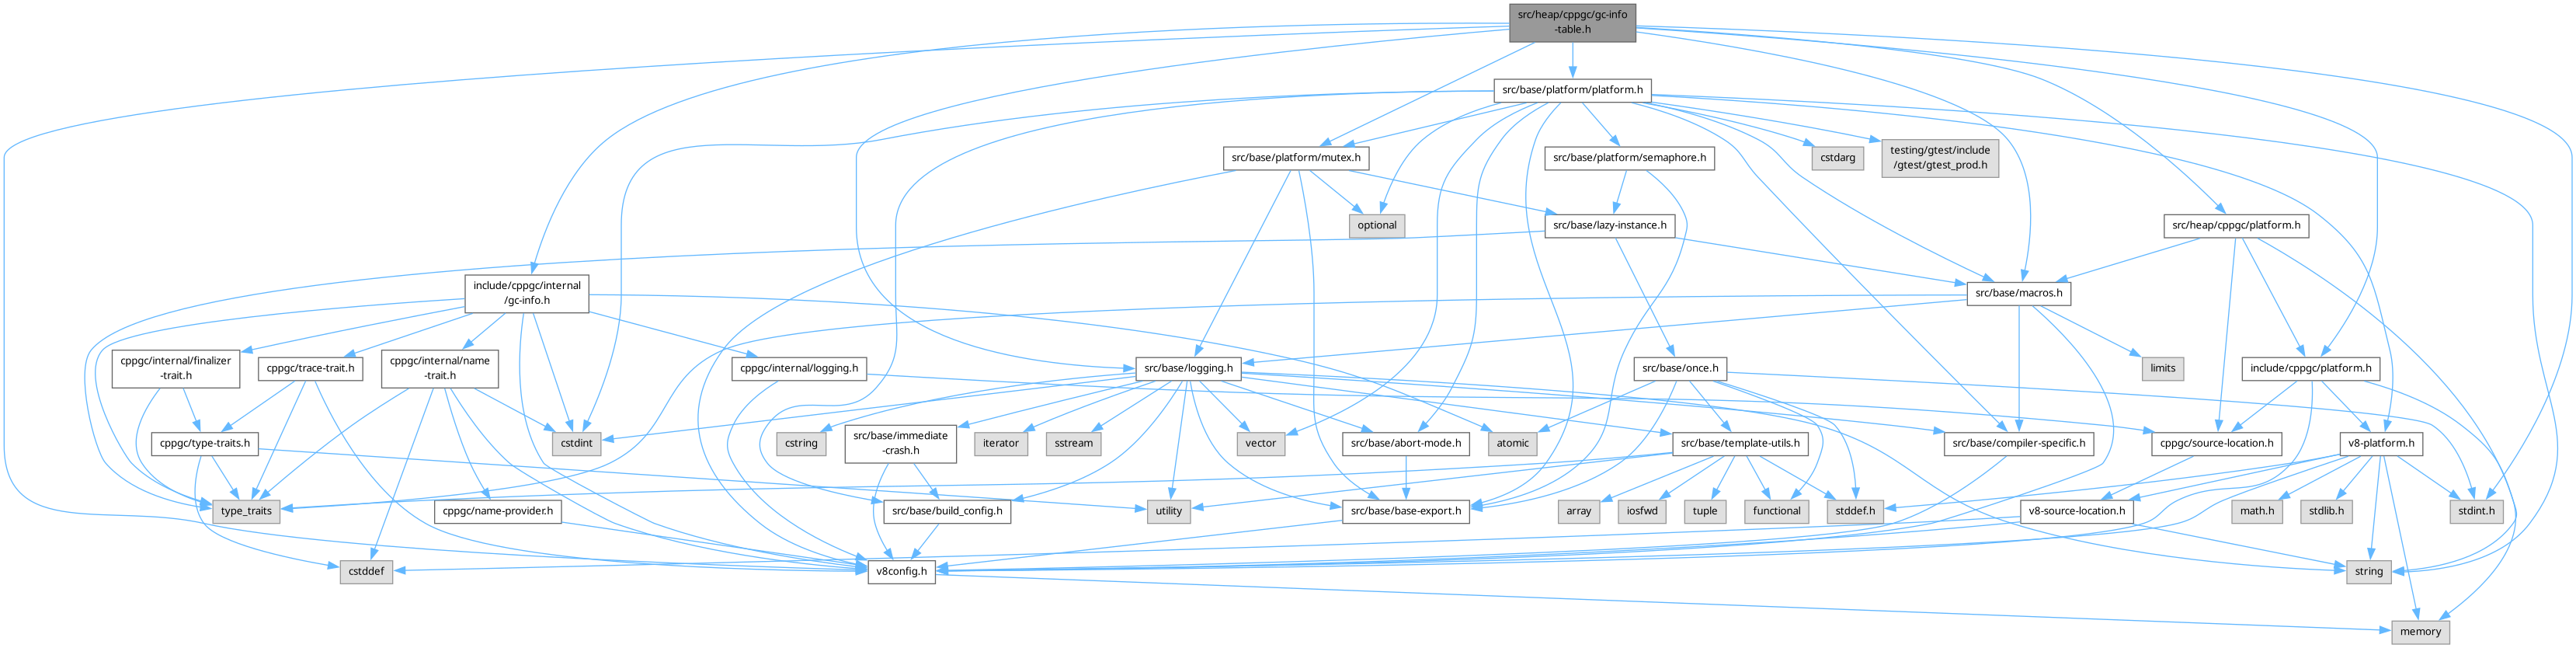 src/heap/cppgc/gc-info
-table.h
src/base/platform/platform.h
src/base/platform/mutex.h
src/base/platform/semaphore.h
cstdarg
testing/gtest/include
/gtest/gtest_prod.h
optional
src/base/lazy-instance.h
src/heap/cppgc/platform.h
include/cppgc/internal
/gc-info.h
src/base/macros.h
cppgc/internal/finalizer
-trait.h
cppgc/trace-trait.h
cppgc/internal/name
-trait.h
cppgc/internal/logging.h
src/base/logging.h
src/base/once.h
limits
include/cppgc/platform.h
cppgc/type-traits.h
cstdint
cstring
src/base/immediate
-crash.h
iterator
sstream
vector
src/base/abort-mode.h
atomic
src/base/template-utils.h
src/base/compiler-specific.h
cppgc/source-location.h
v8-platform.h
type_traits
cppgc/name-provider.h
src/base/build_config.h
utility
src/base/base-export.h
array
iosfwd
tuple
functional
stddef.h
v8-source-location.h
math.h
stdlib.h
stdint.h
cstddef
v8config.h
string
memory